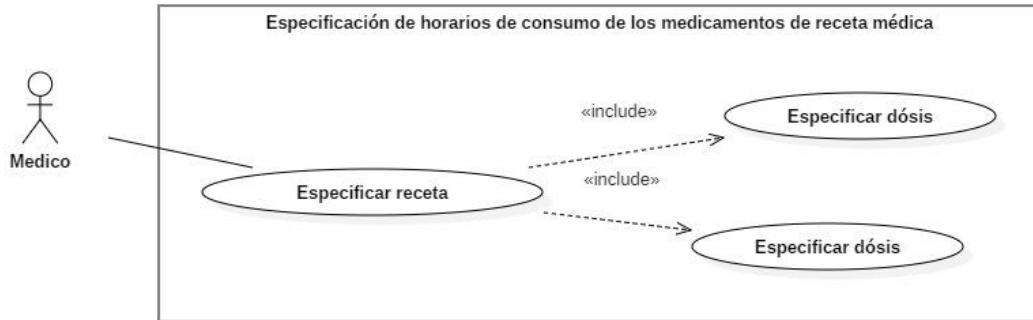 Especificación de horarios de consumo de los medicamentos de receta médica
Medico
«include»
Especificar dósis
Especificar receta
«include»
Especificar dósis